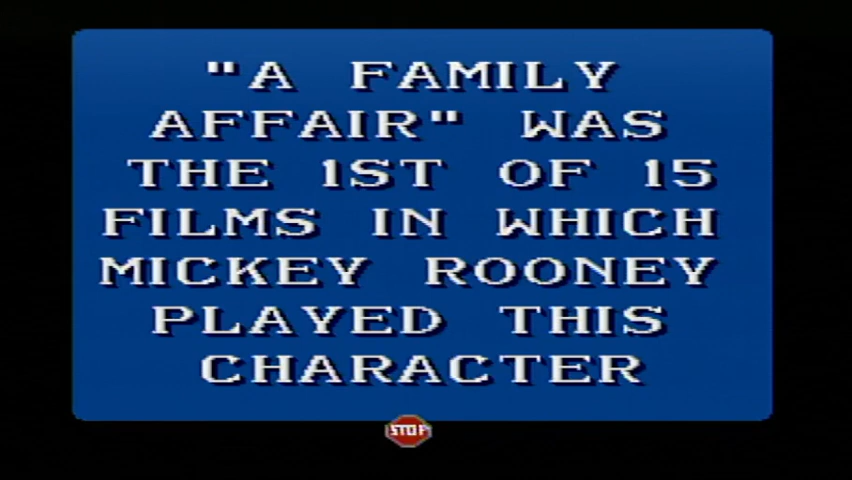 "A FAMILY
AFFAIR" WAS
THE 1ST OF 15
FILMS IN WHICH
MICKEY ROONEY
PLAYED THIS
CHARACTER
STOP